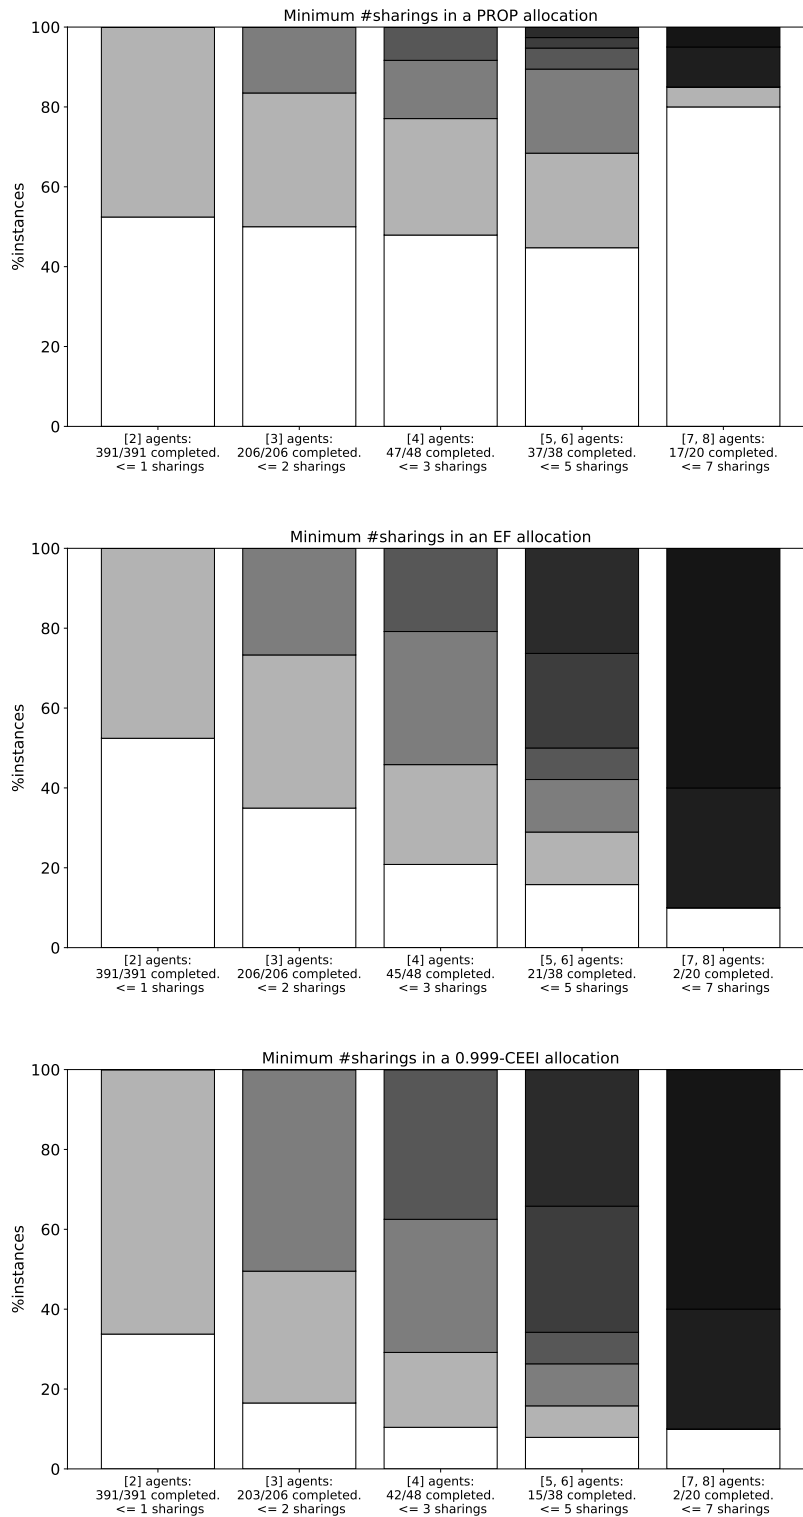 Minimum #sharings in a PROP allocation
100
80
60
40
20
0
%instances
[2] agents:
391/391 completed.
<= 1 sharings
[3] agents:
206/206 completed.
<= 2 sharings
[4] agents:
47/48 completed.
<= 3 sharings
[5, 6] agents:
37/38 completed.
<= 5 sharings
[7, 8] agents:
17/20 completed.
<= 7 sharings
Minimum #sharings in an EF allocation
100
80
60
40
20
0
%instances
[2] agents:
391/391 completed.
<= 1 sharings
[3] agents:
206/206 completed.
<= 2 sharings
[4] agents:
45/48 completed.
<= 3 sharings
[5, 6] agents:
21/38 completed.
<= 5 sharings
[7, 8] agents:
2/20 completed.
<= 7 sharings
Minimum #sharings in a 0.999-CEEI allocation
100
80
60
40
20
0
%instances
[2] agents:
391/391 completed.
<= 1 sharings
[3] agents:
203/206 completed.
<= 2 sharings
[4] agents:
42/48 completed.
<= 3 sharings
[5, 6] agents:
15/38 completed.
<= 5 sharings
[7, 8] agents:
2/20 completed.
<= 7 sharings